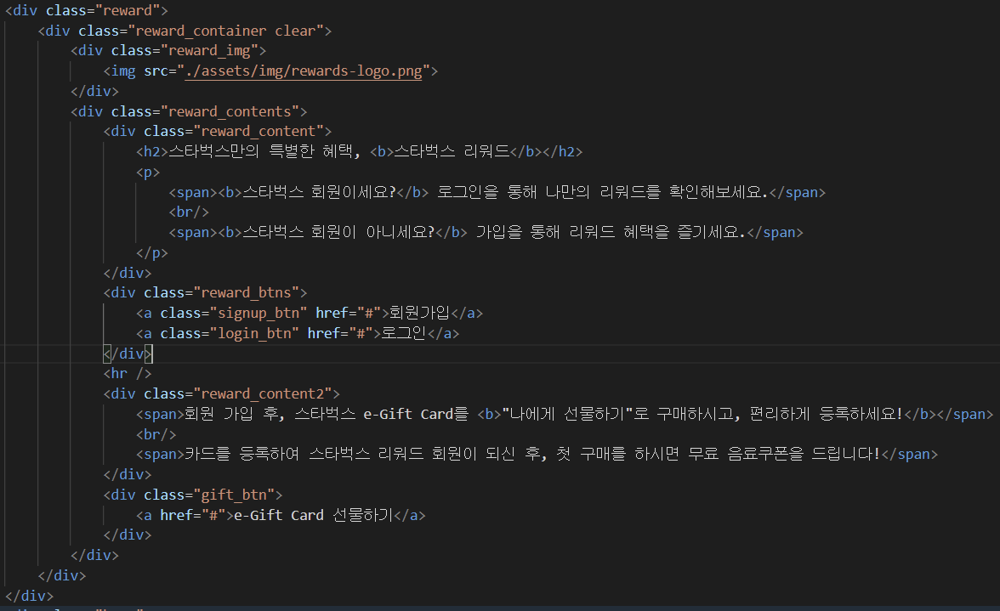 <div class="reward">
<div class="reward_container clear">
<div class="reward_img">
<img src="./assets/img/rewards-logo.png">
</div>
<div class="reward_contents">
<div class="reward_content">
<h2>스타벅스만의 특별한 혜택, <b>스타벅스 리워드</b></h2>
<p>
<span><b>스타벅스 회원이세요?</b> 로그인을 통해 나만의 리워드를 확인해보세요.</span>
<br/>
<span><b>스타벅스 회원이 아니세요?</b> 가입을 통해 리워드 혜택을 즐기세요.</span>
</p>
</div>
<div class="reward_btns">
<a class="signup_btn" href="#">회원가입</a>
<a class="login_btn" href="#">로그인</a>
</div>
<hr />
<div class="reward_content2">
<span>회원 가입 후, 스타벅스 e-Gift Card를 <b>"나에게 선물하기"로 구매하시고, 편리하게 등록하세요!</b></span>
<br/>
<span>카드를 등록하여 스타벅스 리워드 회원이 되신 후, 첫 구매를 하시면 무료 음료쿠폰을 드립니다!</span>
</div>
<div class="gift_btn">
<a href="#">e-Gift Card 선물하기</a>
</div>
</div>
</div>
</div>